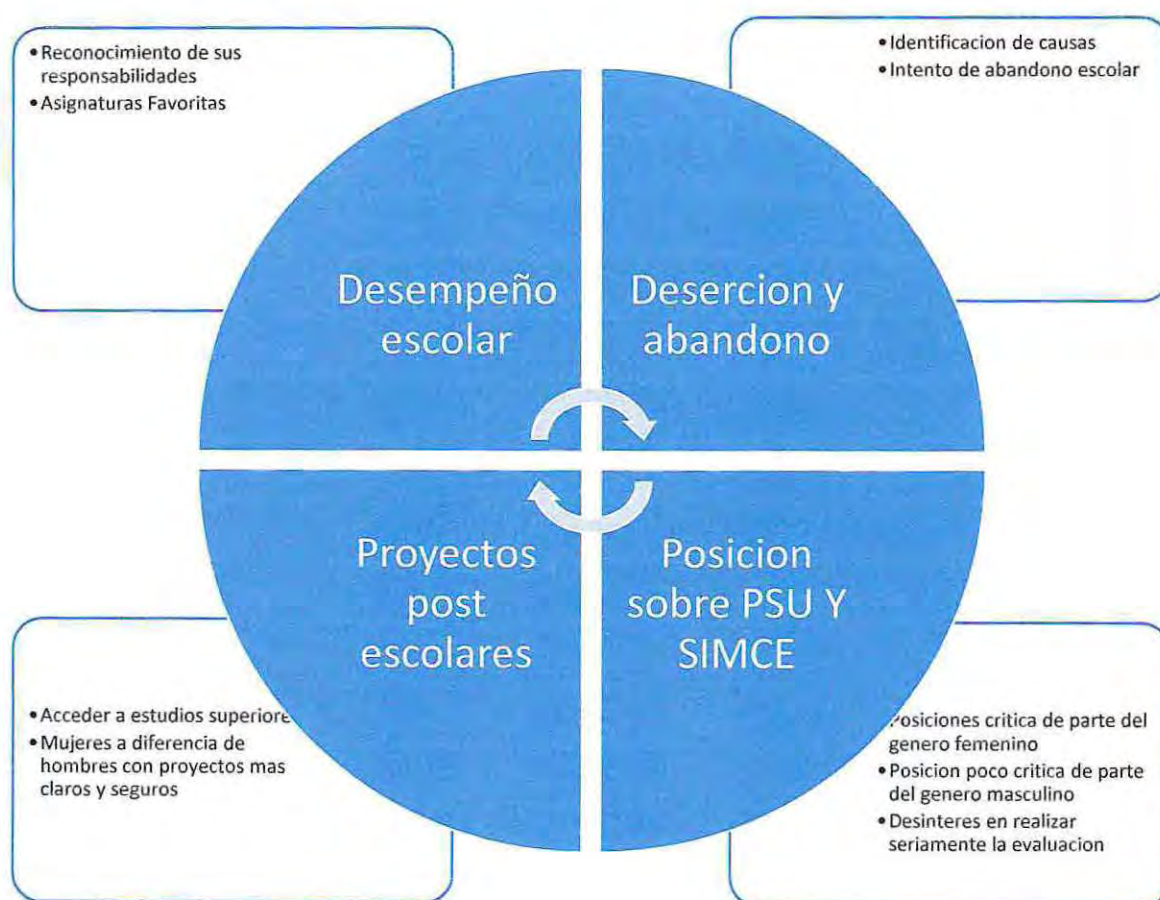 •Reconocimiento de sus
responsabilidades
•Asignaturas Favoritas
•Identificacion de causas
•Intento de abandono escolar
Desempeño
escolar
Desercion y
abandono
Proyectos
post
escolares
Posicion
sobre PSU Y
SIMCE
•Acceder a estudios superiore
•Mujeres a diferencia de
hombres con proyectos mas
claros y seguros
Posiciones critica de parte del
genero femenino
•Posicion poco critica de parte
del genero masculino
•Desinteres en realizar
seriamente la evaluacion